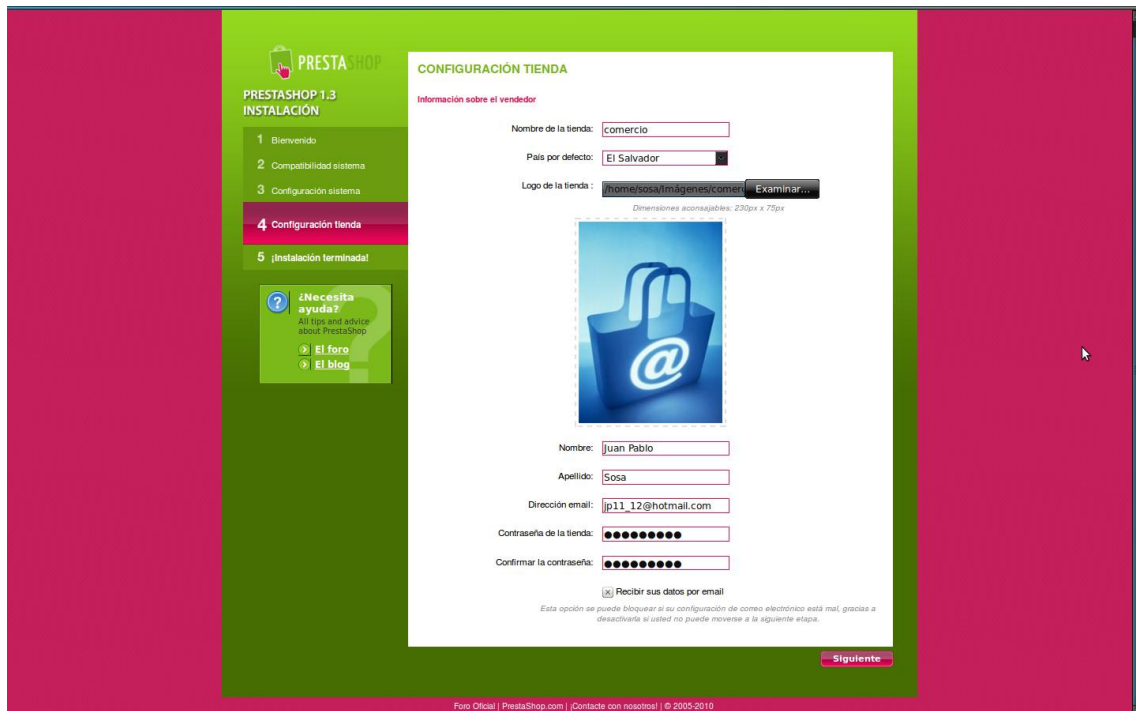 PRESTASHOP
PRESTASHOP 1.3
INSTALACIÓN
1 Bienvenido
2 Compatibilidad sistema
3 Configuración sistema
4 Configuración tienda
5 ¡Instalación terminada!
?
¿Necesita
ayuda?
All tips and advice
about PrestaShop
El foro
El blog
CONFIGURACIÓN TIENDA
Información sobre el vendedor
Nombre de la tienda: comercio
País por defecto: El Salvador
Logo de la tienda : /home/sosa/Imágenes/comer Examinar...
Dimensiones aconsajables: 230px x 75px
@
Nombre: Juan Pablo
Apellido: Sosa
Dirección email: jp11_12@hotmail.com
Contraseña de la tienda: ●●●●●●●●●
Confirmar la contraseña: ●●●●●●●●●
Recibir sus datos por email
Esta opción se puede bloquear si su configuración de correo electrónico está mal, gracias a
desactivarla si usted no puede moverse a la siguiente etapa.
Siguiente
Foro Oficial | PrestaShop.com | ¡Contacte con nosotros! | © 2005-2010